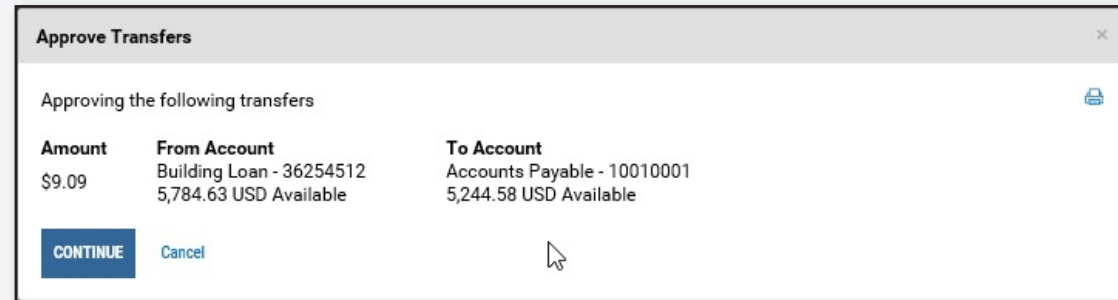 Approve Transfers
Approving the following transfers
Amount From Account To Account
$9.09 Building Loan - 36254512 Accounts Payable - 10010001
5,784.63 USD Available 5,244.58 USD Available
CONTINUE Cancel